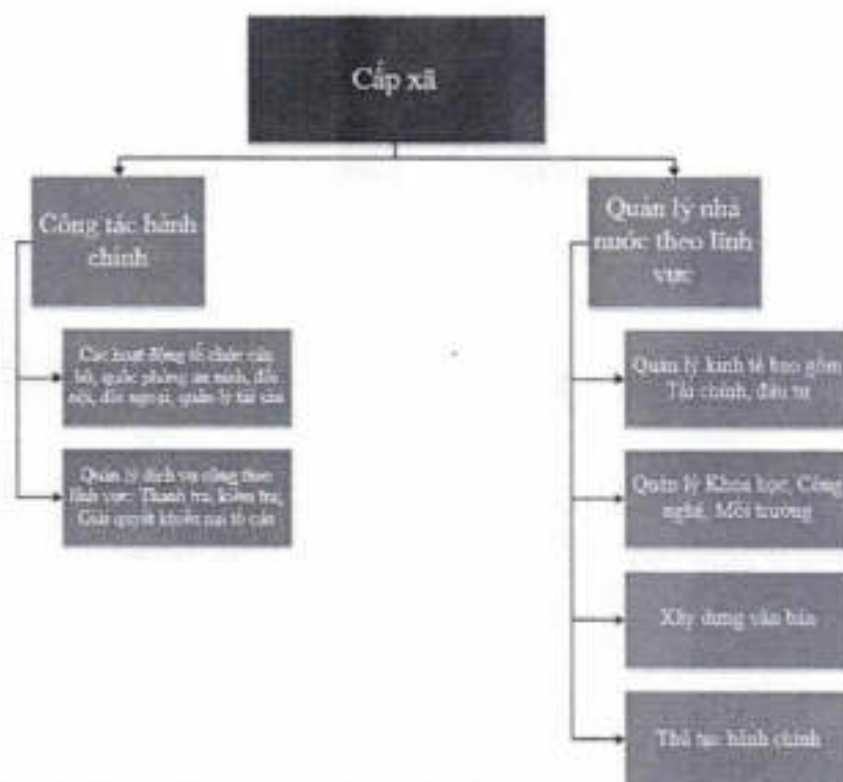 Cấp xã
Công tác hành
chính
Các hoạt động tổ chức cán
bộ, quốc phòng an ninh, đối
nội, đối ngoại, quản lý tài sản
Quản lý dịch vụ công theo
lĩnh vực: Thanh tra, kiểm tra,
Giải quyết khiếu nại tố cáo
Quản lý nhà
nước theo lĩnh
vực
Quản lý kinh tế bao gồm
Tài chính, đầu tư
Quản lý Khoa học, Công
nghệ, Môi trường
Xây dựng văn bản
Thủ tục hành chính